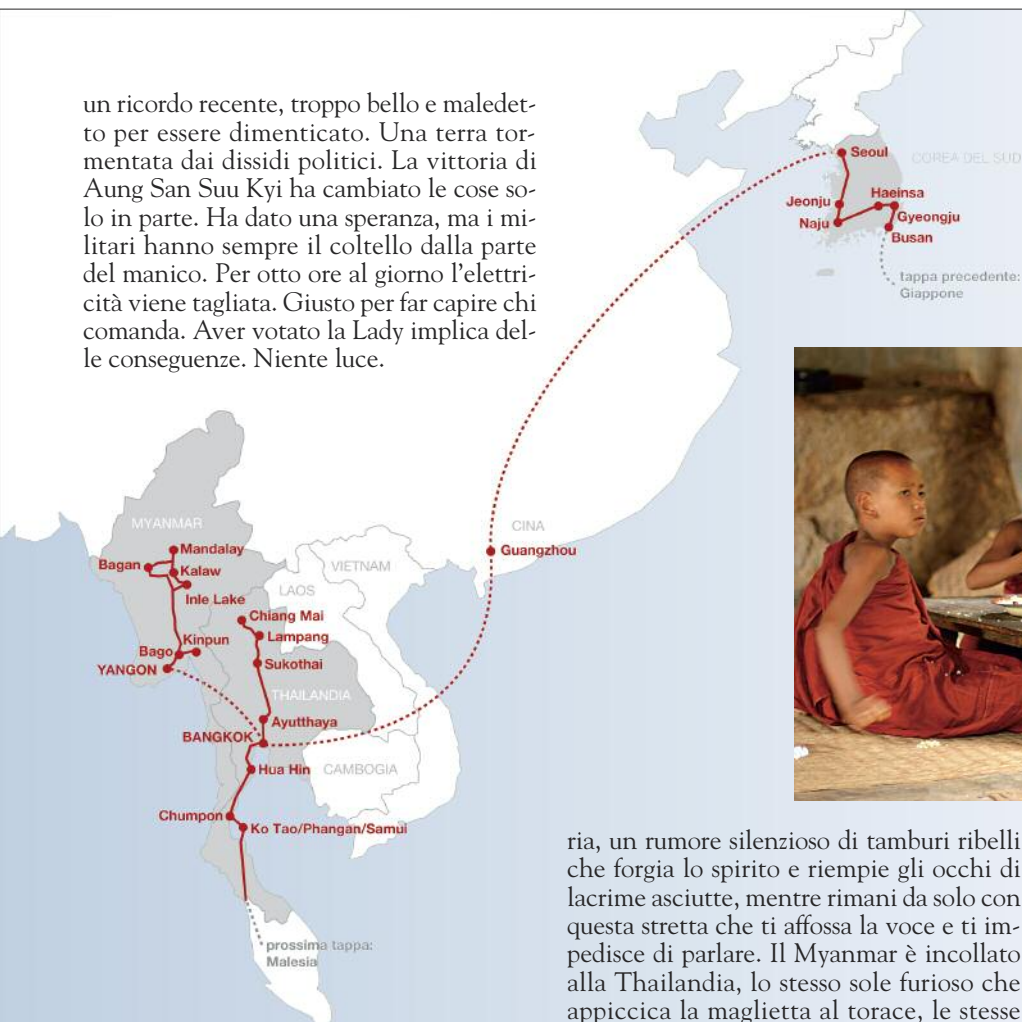 un ricordo recente, troppo bello e maledet-
to per essere dimenticato. Una terra tor-
mentata dai dissidi politici. La vittoria di
Aung San Suu Kyi ha cambiato le cose so-
lo in parte. Ha dato una speranza, ma i mi-
litari hanno sempre il coltello dalla parte
del manico. Per otto ore al giorno l’elettri-
cità viene tagliata. Giusto per far capire chi
comanda. Aver votato la Lady implica del-
le conseguenze. Niente luce.
Seoul
COREA DEL SUD
Jeonju
Haeinsa
Naju
Gyeongju
Busan
tappa precedente:
Giappone
CINA
Guangzhou
MYANMAR
Mandalay
Bagan
Kalaw
Inle Lake
VIETNAM
LAOS
Chiang Mai
Lampang
Kinpun
Bago
YANGON
Sukothai
THAILANDIA
Ayutthaya
BANGKOK
Hua Hin
CAMBOGIA
Chumpon
Ko Tao/Phangan/Samui
prossima tappa:
Malesia
ria, un rumore silenzioso di tamburi ribelli
che forgia lo spirito e riempie gli occhi di
lacrime asciutte, mentre rimani da solo con
questa stretta che ti affossa la voce e ti im-
pedisce di parlare. Il Myanmar è incollato
alla Thailandia, lo stesso sole furioso che
appiccica la maglietta al torace, le stesse